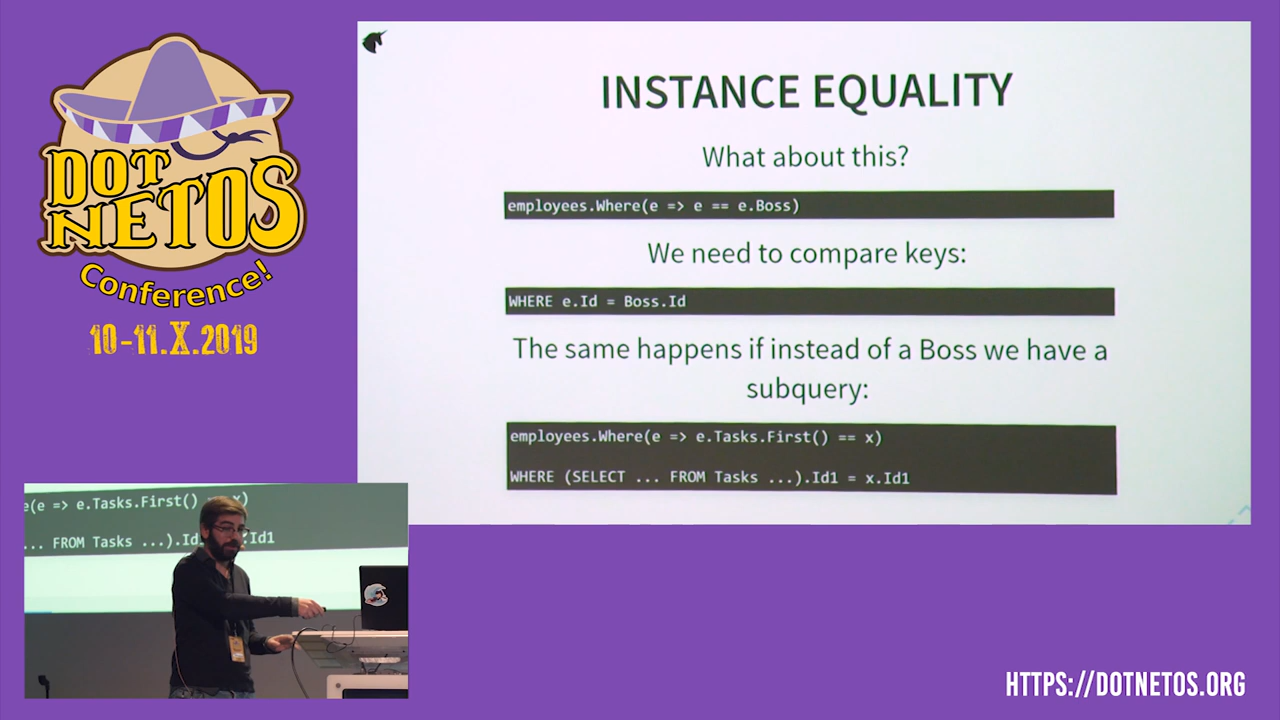 DOT
NETOS
Conference!
10-11.X.2019
INSTANCE EQUALITY
What about this?
employees.Where(e => e == e.Boss)
We need to compare keys:
WHERE e.Id = Boss.Id
The same happens if instead of a Boss we have a
subquery:
employees.Where(e => e.Tasks.First() == x)
WHERE (SELECT ... FROM Tasks ...).Id1 = x.Id1
e(e => e.Tasks.First() == x)
... FROM Tasks ...).Id1 = x.Id1
HTTPS://DOTNETOS.ORG